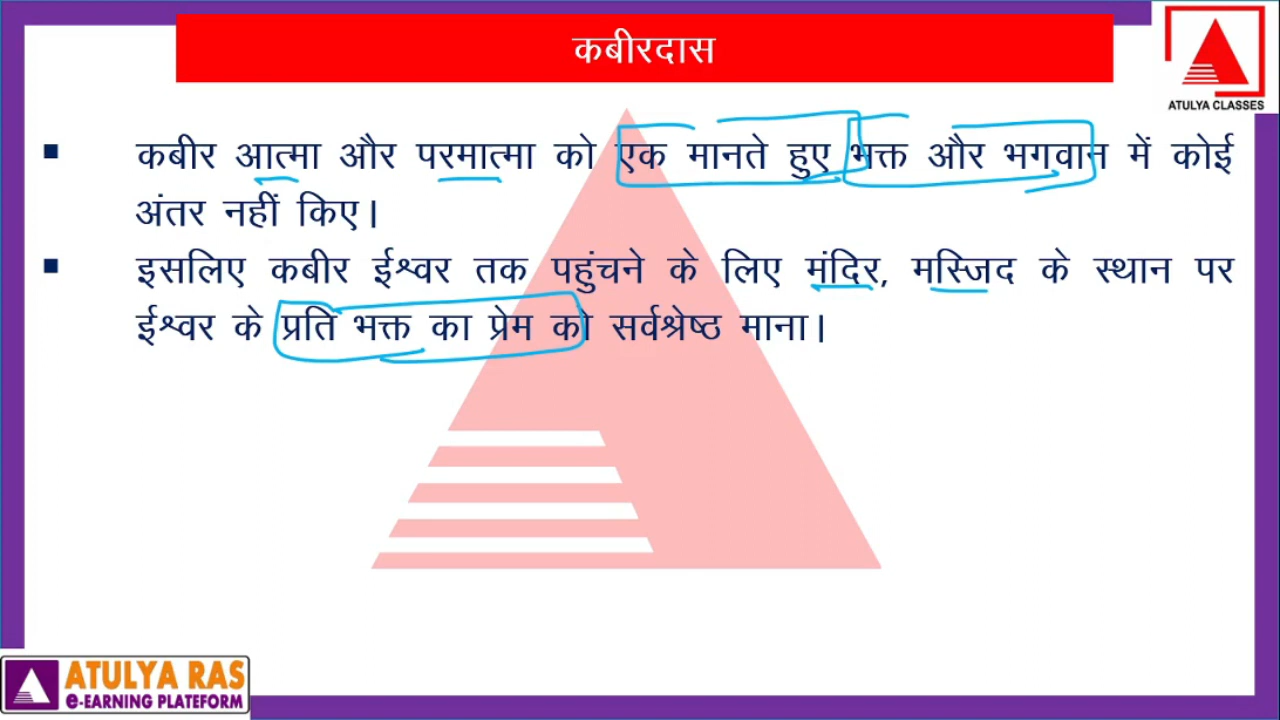 कबीरदास
ATULYA CLASSES
कबीर आत्मा और परमात्मा को एक मानते हुए भक्त और भगवान में कोई
अंतर नहीं किए।
इसलिए कबीर ईश्वर तक पहुंचने के लिए मंदिर, मस्जिद के स्थान पर
ईश्वर के प्रति भक्त का प्रेम को सर्वश्रेष्ठ माना।
ATULYA RAS
e-EARNING PLATEFORM